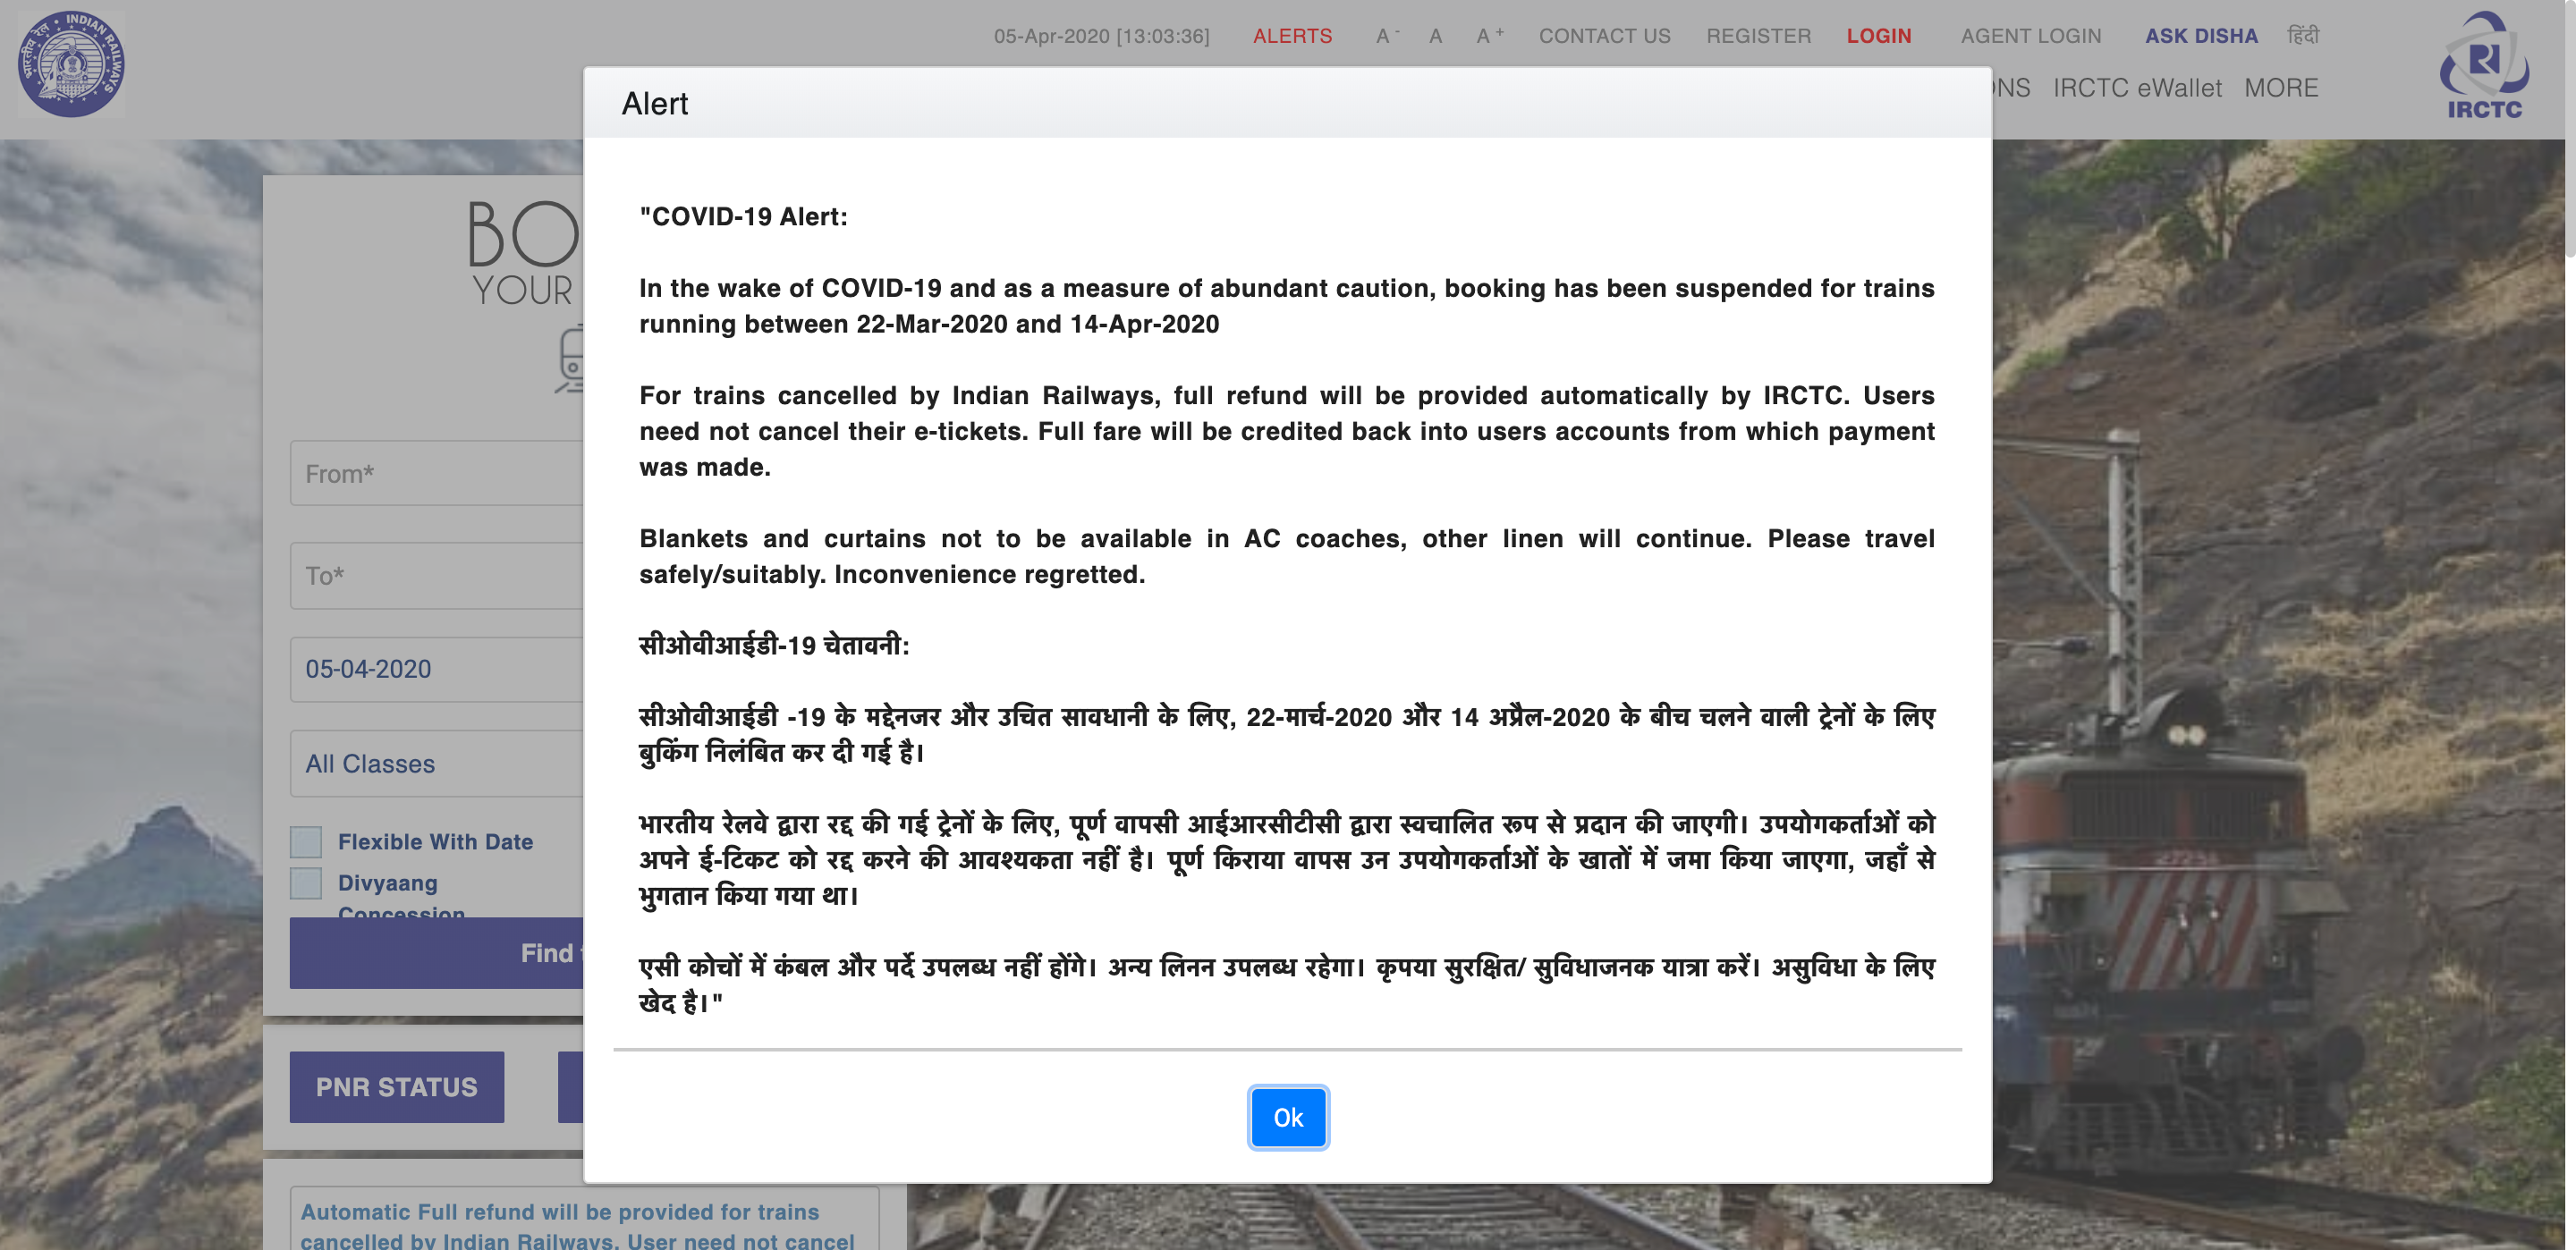 INDIAN RAILWAYS
भारतीय रेल
05-Apr-2020 [13:03:36] ALERTS A - A A + CONTACT US REGISTER LOGIN AGENT LOGIN ASK DISHA हिंदी
IRCTC eWallet MORE
IRCTC
Alert
"COVID-19 Alert:
In the wake of COVID-19 and as a measure of abundant caution, booking has been suspended for trains
running between 22-Mar-2020 and 14-Apr-2020
For trains cancelled by Indian Railways, full refund will be provided automatically by IRCTC. Users
need not cancel their e-tickets. Full fare will be credited back into users accounts from which payment
was made.
Blankets and curtains not to be available in AC coaches, other linen will continue. Please travel
safely/suitably. Inconvenience regretted.
सीओवीआईडी-19 चेतावनी:
सीओवीआईडी -19 के मद्देनजर और उचित सावधानी के लिए, 22-मार्च-2020 और 14 अप्रैल-2020 के बीच चलने वाली ट्रेनों के लिए
बुकिंग निलंबित कर दी गई है।
भारतीय रेलवे द्वारा रद्द की गई ट्रेनों के लिए, पूर्ण वापसी आईआरसीटीसी द्वारा स्वचालित रूप से प्रदान की जाएगी। उपयोगकर्ताओं को
अपने ई-टिकट को रद्द करने की आवश्यकता नहीं है। पूर्ण किराया वापस उन उपयोगकर्ताओं के खातों में जमा किया जाएगा, जहाँ से
भुगतान किया गया था।
एसी कोचों में कंबल और पर्दे उपलब्ध नहीं होंगे। अन्य लिनन उपलब्ध रहेगा। कृपया सुरक्षित/ सुविधाजनक यात्रा करें। असुविधा के लिए
खेद है।"
Ok
BO
YOUR
From*
To*
05-04-2020
All Classes
Flexible With Date
Divyaang
Concession
Find
PNR STATUS
Automatic Full refund will be provided for trains
cancelled by Indian Railways. User need not cancel